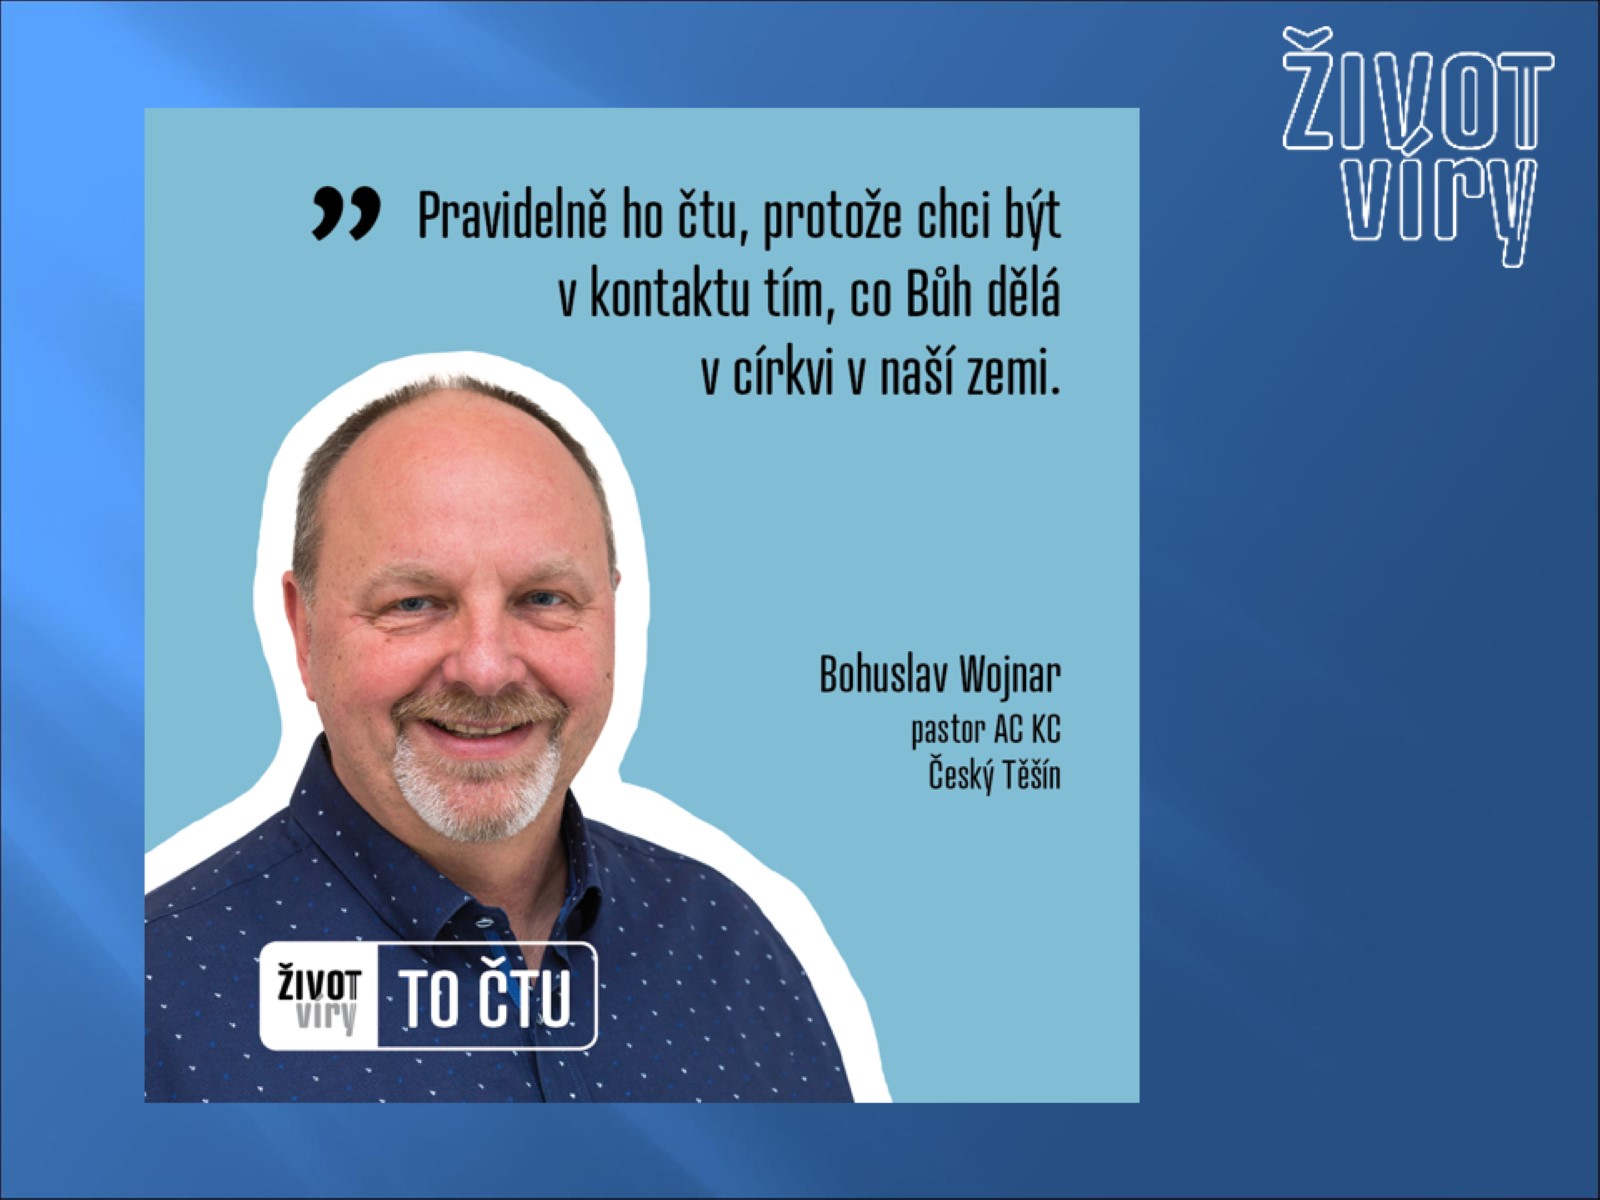 ŽIVOT
víry
” Pravidelně ho čtu, protože chci být
v kontaktu tím, co Bůh dělá
v církvi v naší zemi.
Bohuslav Wojnar
pastor AC KC
Český Těšín
ŽIVOT
víry
TO ČTU